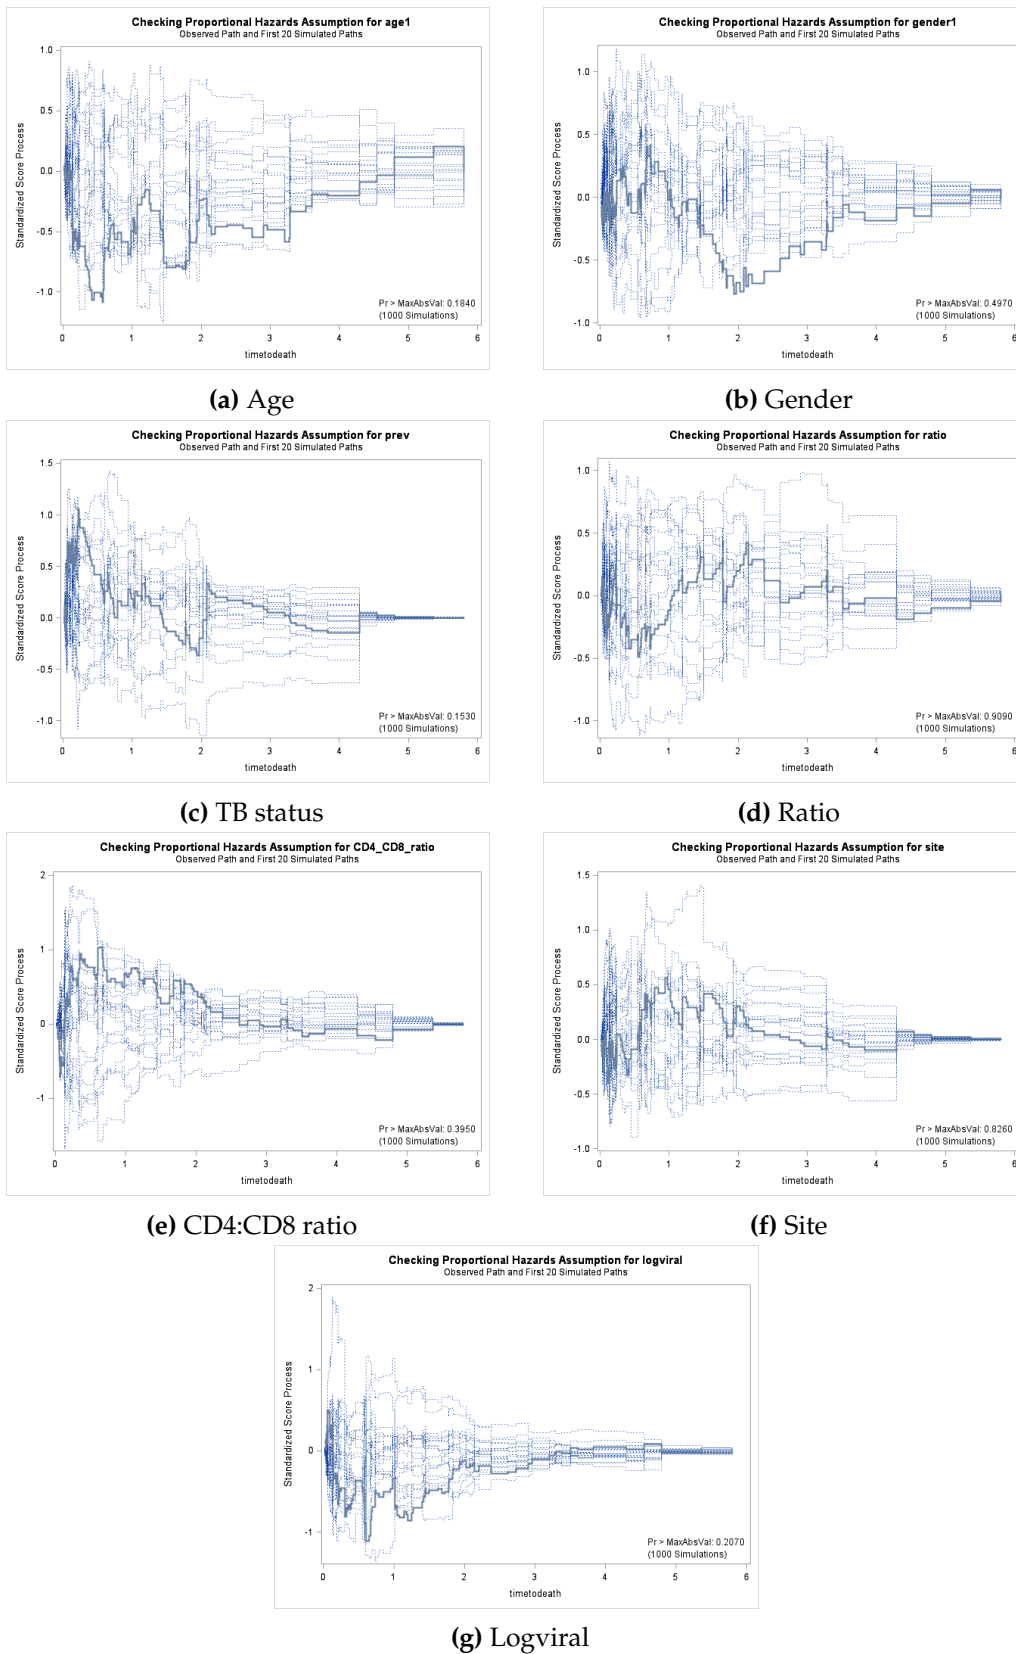 Checking Proportional Hazards Assumption for age1
Observed Path and First 20 Simulated Paths
Standardized Score Process
1.0
0.5
0.0
-0.5
-1.0
Pr > MaxAbsVal: 0.1840
(1000 Simulations)
0 1 2 3 4 5 6
timetodeath
(a) Age
Checking Proportional Hazards Assumption for gender1
Observed Path and First 20 Simulated Paths
Standardized Score Process
1.0
0.5
0.0
-0.5
-1.0
Pr > MaxAbsVal: 0.4970
(1000 Simulations)
0 1 2 3 4 5 6
timetodeath
(b) Gender
Checking Proportional Hazards Assumption for prev
Observed Path and First 20 Simulated Paths
Standardized Score Process
1.5
1.0
0.5
0.0
-0.5
-1.0
Pr > MaxAbsVal: 0.1530
(1000 Simulations)
0 1 2 3 4 5 6
timetodeath
(c) TB status
Checking Proportional Hazards Assumption for ratio
Observed Path and First 20 Simulated Paths
Standardized Score Process
1.0
0.5
0.0
-0.5
-1.0
Pr > MaxAbsVal: 0.9090
(1000 Simulations)
0 1 2 3 4 5 6
timetodeath
(d) Ratio
Checking Proportional Hazards Assumption for CD4_CD8_ratio
Observed Path and First 20 Simulated Paths
Standardized Score Process
2
1
0
-1
Pr > MaxAbsVal: 0.3950
(1000 Simulations)
0 1 2 3 4 5 6
timetodeath
(e) CD4:CD8 ratio
Checking Proportional Hazards Assumption for site
Observed Path and First 20 Simulated Paths
Standardized Score Process
1.5
1.0
0.5
0.0
-0.5
-1.0
Pr > MaxAbsVal: 0.8260
(1000 Simulations)
0 1 2 3 4 5 6
timetodeath
(f) Site
Checking Proportional Hazards Assumption for logviral
Observed Path and First 20 Simulated Paths
Standardized Score Process
2
1
0
-1
Pr > MaxAbsVal: 0.2070
(1000 Simulations)
0 1 2 3 4 5 6
timetodeath
(g) Logviral